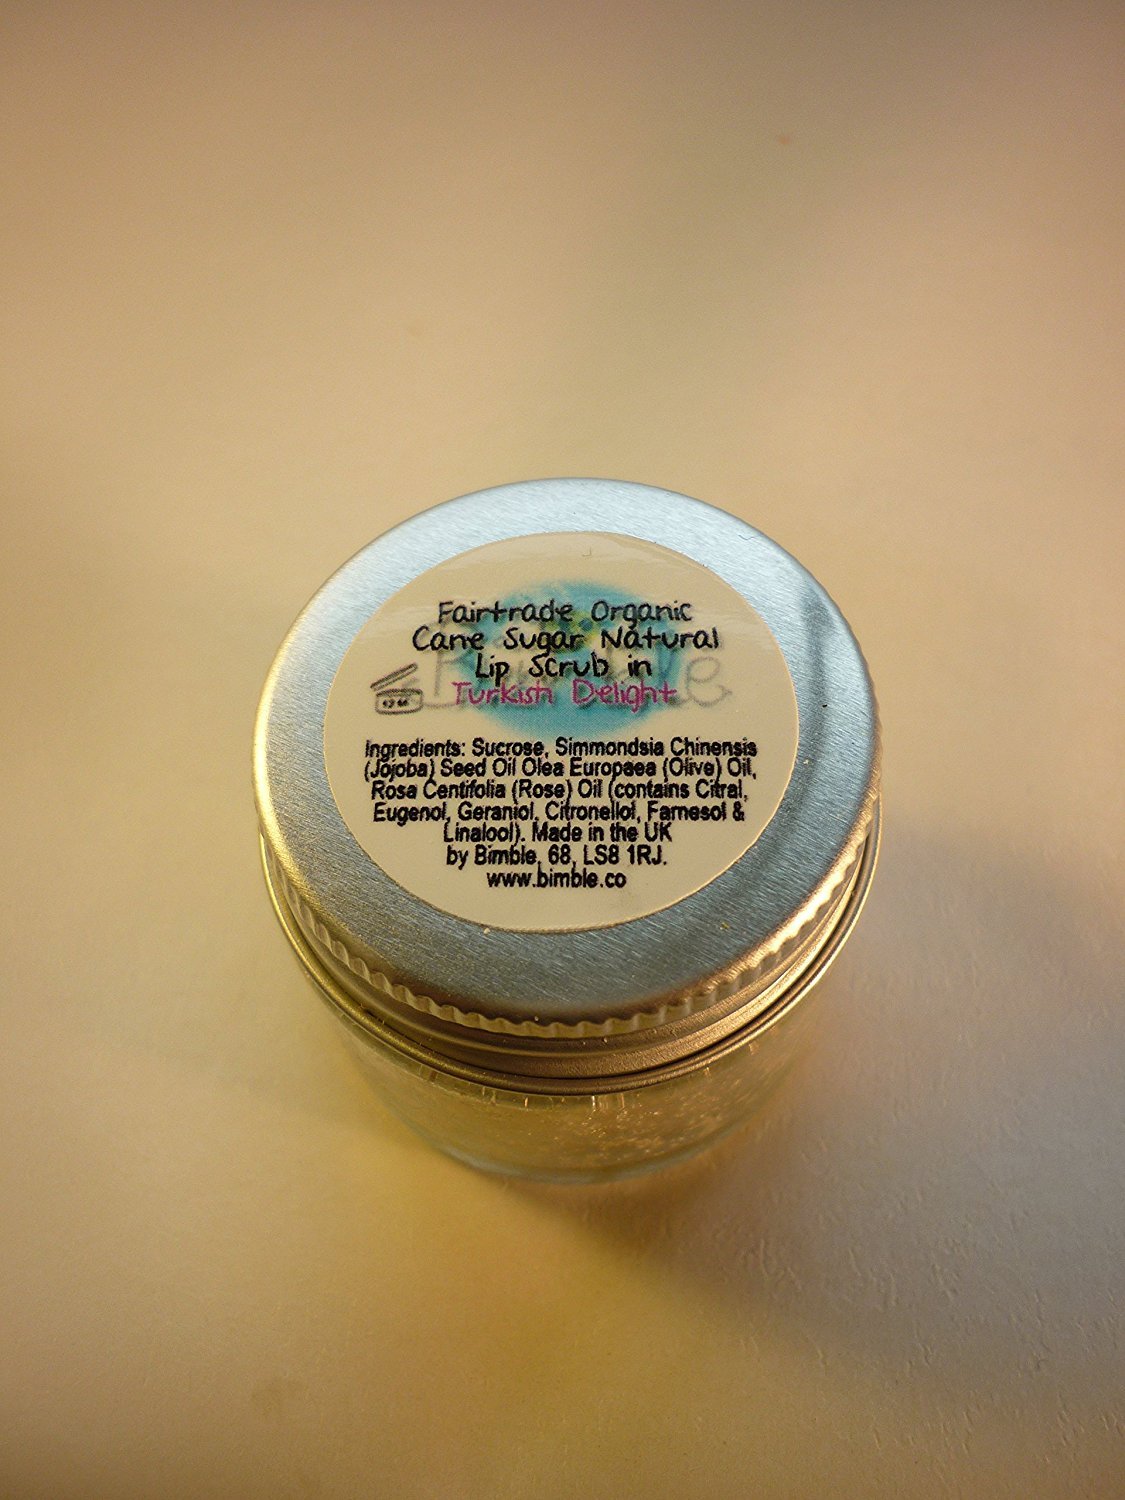 Fairtrade Organic
Cane Sugar Natural
Lip Scrub in
Turkish Delight
Bimble
12 M
Ingredients: Sucrose, Simmondsia Chinensis
(Jojoba) Seed Oil Olea Europaea (Olive) Oil,
Rosa Centifolia (Rose) Oil (contains Citral,
Eugenol, Geraniol, Citronellol, Farnesol &
Linalool). Made in the UK
by Bimble, 68, LS8 1RJ.
www.bimble.co